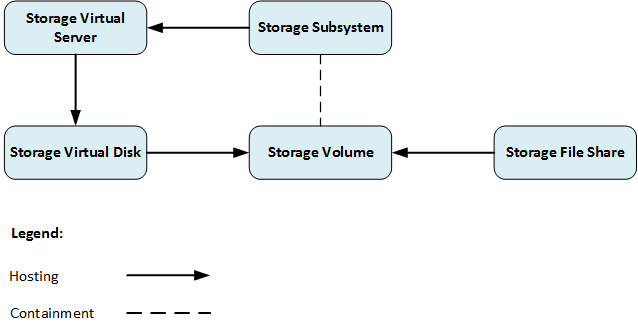 Storage Virtual
Server
Storage Subsystem
Storage Virtual Disk
Storage Volume
Storage File Share
Legend:
Hosting
Containment